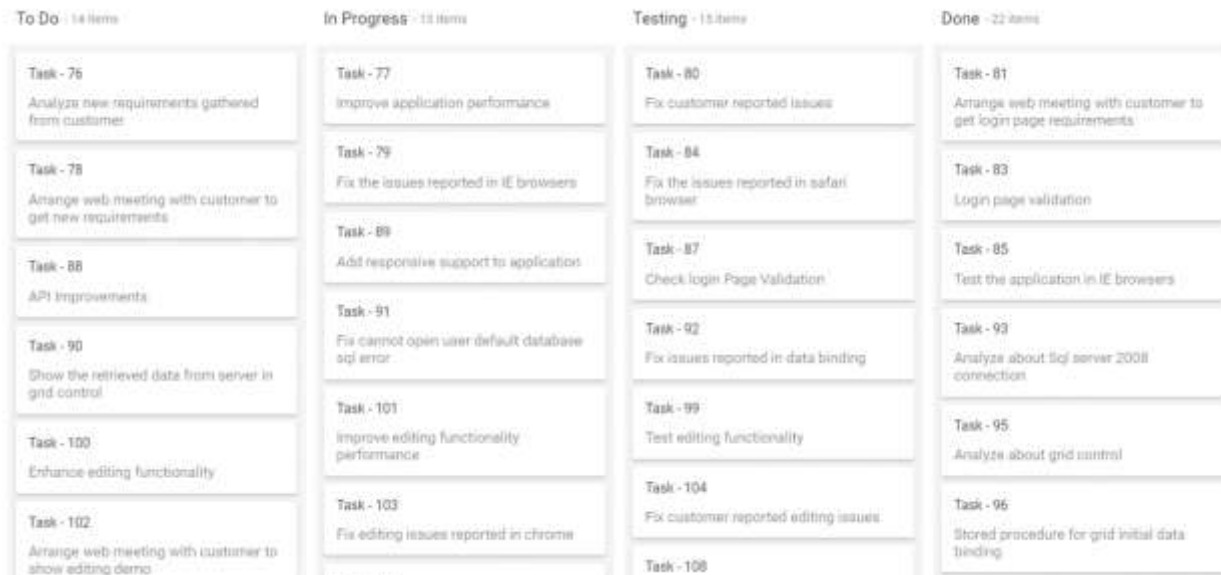 To Do - 14 items
Task - 76
Analyze new requirements gathered
from customer
Task - 78
Arrange web meeting with customer to
get new requirements
Task - 88
API Improvements
Task - 90
Show the retrieved data from server in
grid control
Task - 100
Enhance editing functionality
Task - 102
Arrange web meeting with customer to
show editing demo
In Progress - 13 items
Task - 77
Improve application performance
Task - 79
Fix the issues reported in IE browsers
Task - 89
Add responsive support to application
Task - 91
Fix cannot open user default database
sql error
Task - 101
Improve editing functionality
performance
Task - 103
Fix editing issues reported in chrome
Testing - 15 items
Task - 80
Fix customer reported issues
Task - 84
Fix the issues reported in safari
browser
Task - 87
Check login Page Validation
Task - 92
Fix issues reported in data binding
Task - 99
Test editing functionality
Task - 104
Fix customer reported editing issues
Task - 108
Done - 22 items
Task - 81
Arrange web meeting with customer to
get login page requirements
Task - 83
Login page validation
Task - 85
Test the application in IE browsers
Task - 93
Analyze about Sql server 2008
connection
Task - 95
Analyze about grid control
Task - 96
Stored procedure for grid initial data
binding